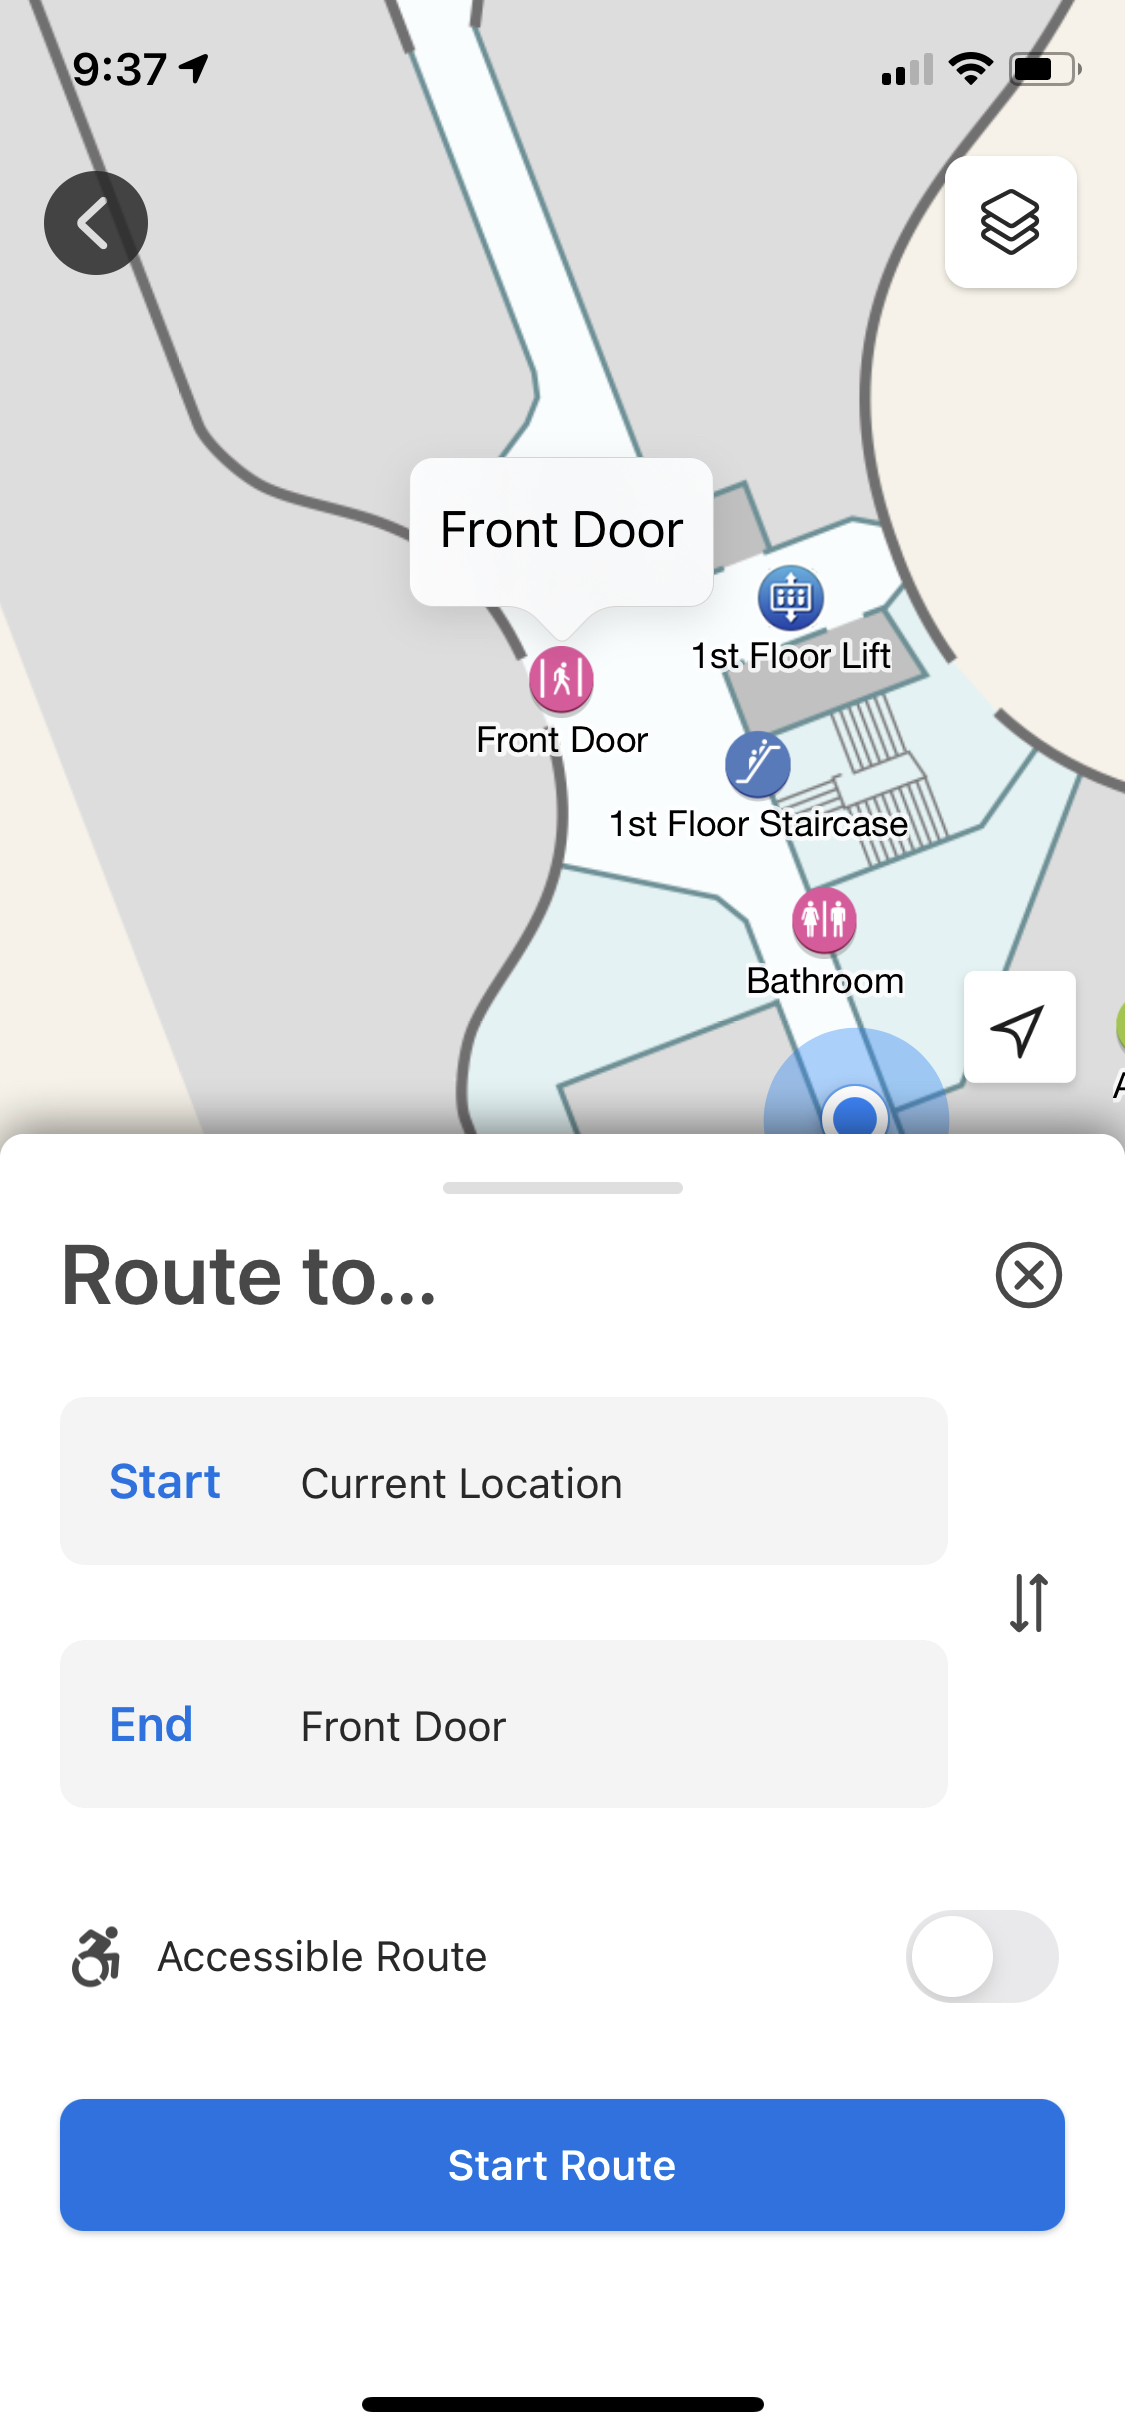 9:37
Front Door
1st Floor Lift
Front Door
1st Floor Staircase
Bathroom
A
Route to...
Start Current Location
End Front Door
Accessible Route
Start Route